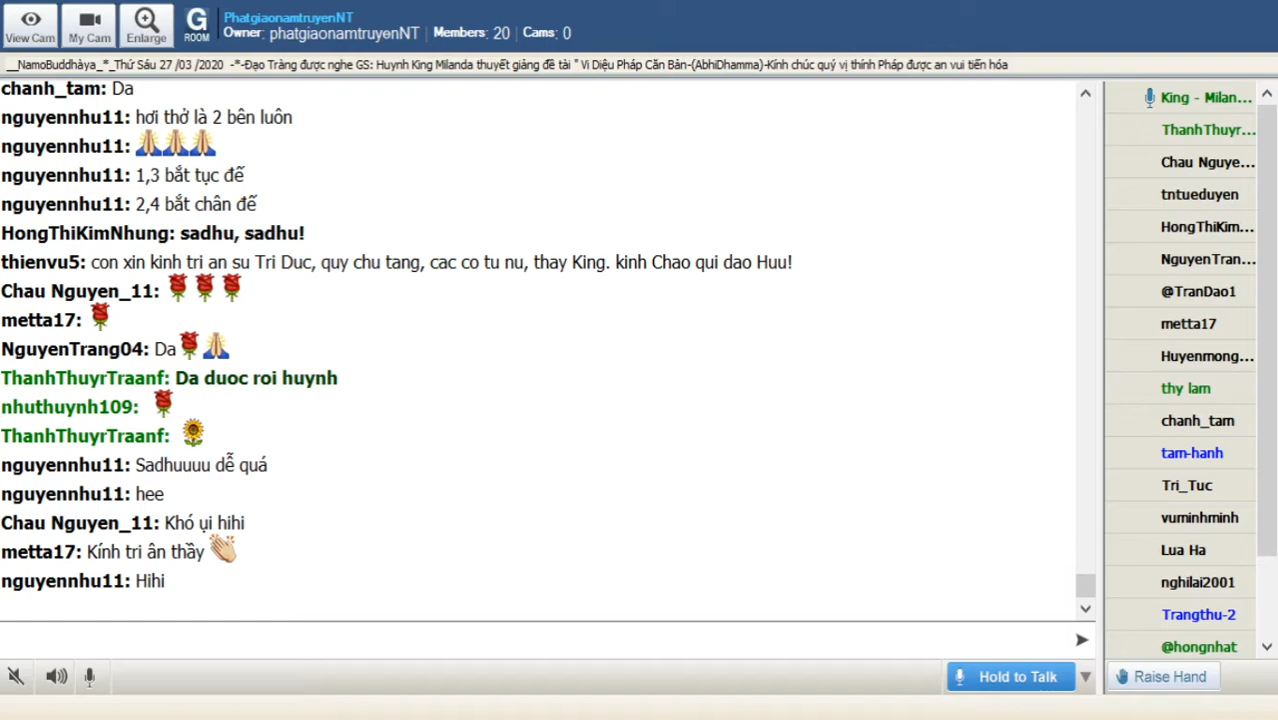 View Cam
My Cam
Enlarge
G
ROOM
PhatgiaonamtruyenNT
Owner: phatgiaonamtruyenNT | Members: 20 | Cams: 0
__NamoBuddhàya_*_Thứ Sáu 27 /03 /2020 -*-Đạo Tràng được nghe GS: Huynh King Milanda thuyết giảng đề tài " Vi Diệu Pháp Căn Bản-(AbhiDhamma)-Kính chúc quý vị thính Pháp được an vui tiến hóa
chanh_tam: Da
nguyennhu11: hơi thở là 2 bên luôn
nguyennhu11:
nguyennhu11: 1,3 bắt tục đế
nguyennhu11: 2,4 bắt chân đế
HongThiKimNhung: sadhu, sadhu!
thienvu5: con xin kinh tri an su Tri Duc, quy chu tang, cac co tu nu, thay King. kinh Chao qui dao Huu!
Chau Nguyen_11:
metta17:
NguyenTrang04: Da
ThanhThuyrTraanf: Da duoc roi huynh
nhuthuynh109:
ThanhThuyrTraanf:
nguyennhu11: Sadhuuuu dễ quá
nguyennhu11: hee
Chau Nguyen_11: Khó ụi hihi
metta17: Kính tri ân thầy
nguyennhu11: Hihi
King - Milan...
ThanhThuyr...
Chau Nguye...
tntueduyen
HongThiKim...
NguyenTran...
@TranDao1
metta17
Huyenmong...
thy lam
chanh_tam
tam-hanh
Tri_Tuc
vuminhminh
Lua Ha
nghilai2001
Trangthu-2
@hongnhat
Hold to Talk
Raise Hand